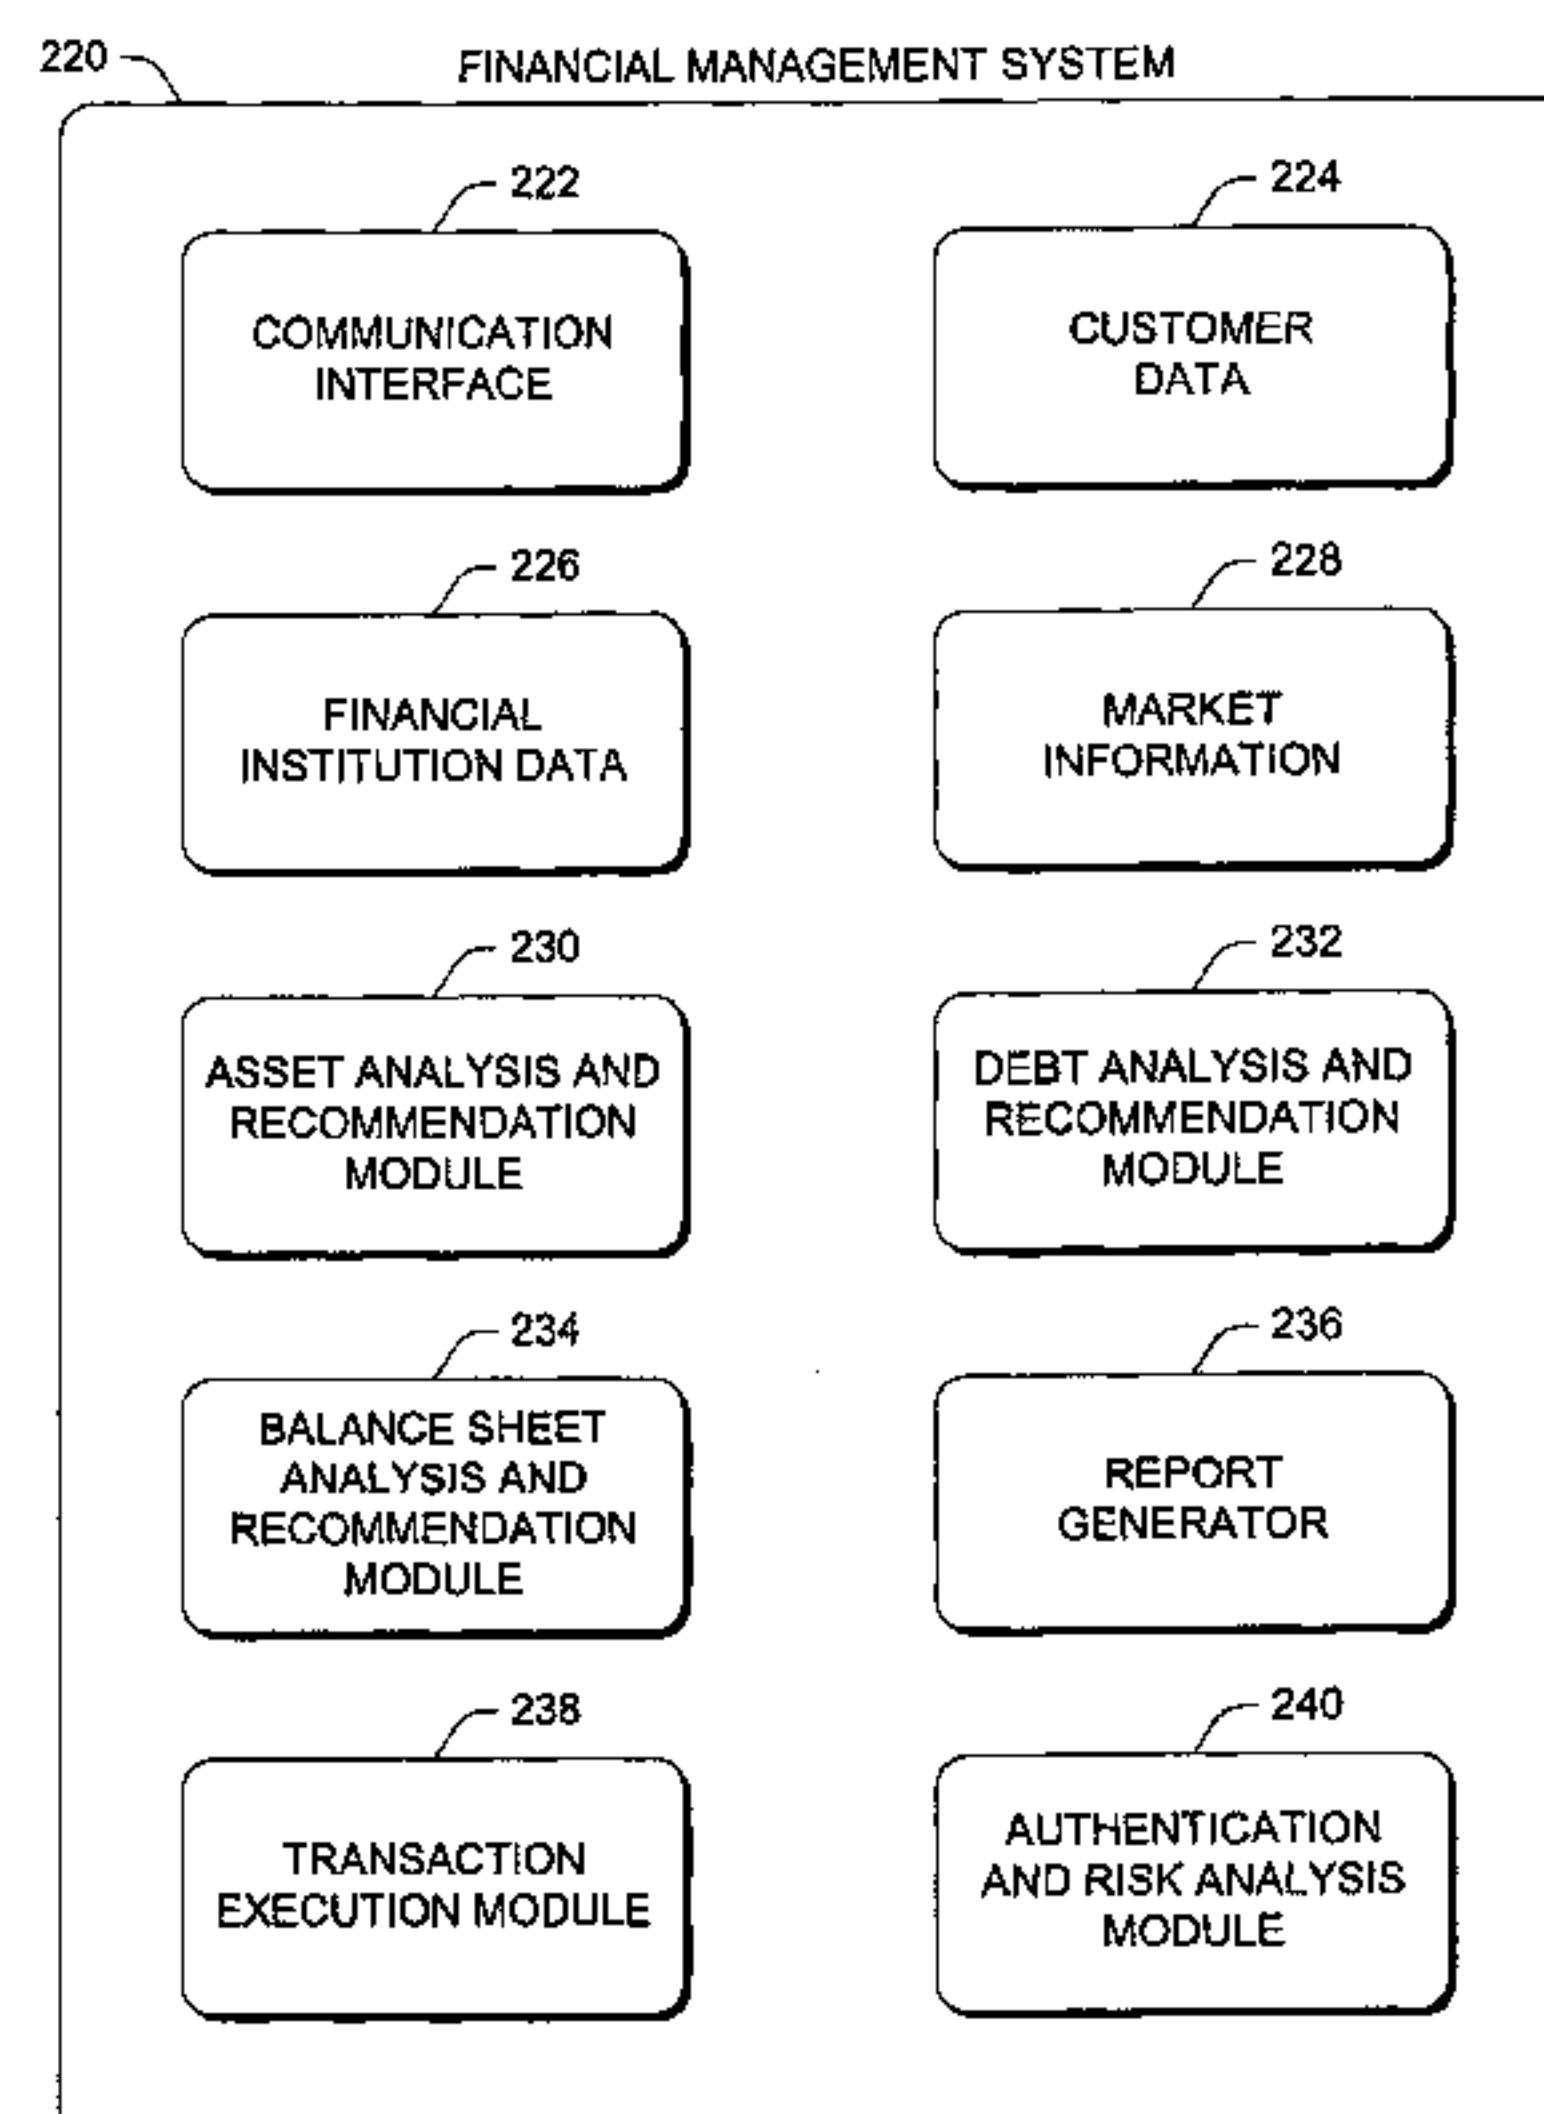 220
FINANCIAL MANAGEMENT SYSTEM
222
COMMUNICATION
INTERFACE
224
CUSTOMER
DATA
226
FINANCIAL
INSTITUTION DATA
228
MARKET
INFORMATION
230
ASSET ANALYSIS AND
RECOMMENDATION
MODULE
232
DEBT ANALYSIS AND
RECOMMENDATION
MODULE
234
BALANCE SHEET
ANALYSIS AND
RECOMMENDATION
MODULE
236
REPORT
GENERATOR
238
TRANSACTION
EXECUTION MODULE
240
AUTHENTICATION
AND RISK ANALYSIS
MODULE